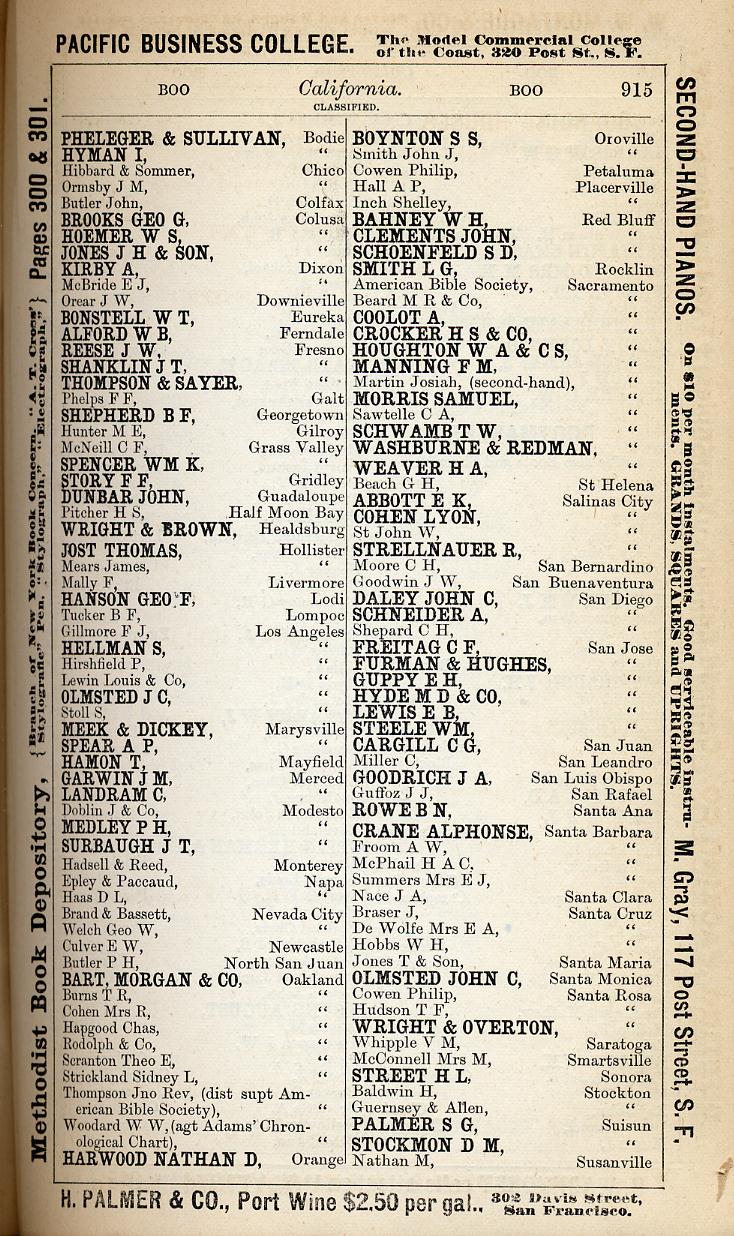 PACIFIC BUSINESS COLLEGE. The Model Commercial College
of the Coast, 320 Post St., S. F.
BOO California. BOO 915
CLASSIFIED.
PHELEGER & SULLIVAN, Bodie
HYMAN I, “
Hibbard & Sommer, Chico
Ormsby J M, “
Butler John, Colfax
BROOKS GEO G, Colusa
HOEMER W S, “
JONES J H & SON, “
KIRBY A, Dixon
McBride E J, “
Orear J W, Downieville
BONSTELL W T, Eureka
ALFORD W B, Ferndale
REESE J W, Fresno
SHANKLIN J T, “
THOMPSON & SAYER, “
Phelps F F, Galt
SHEPHERD B F, Georgetown
Hunter M E, Gilroy
McNeill C F, Grass Valley
SPENCER WM K, “
STORY F F, Gridley
DUNBAR JOHN, Guadaloupe
Pitcher H S, Half Moon Bay
WRIGHT & BROWN, Healdsburg
JOST THOMAS, Hollister
Mears James, “
Mally F, Livermore
HANSON GEO F, Lodi
Tucker B F, Lompoc
Gillmore F J, Los Angeles
HELLMAN S, “
Hirshfield P, “
Lewin Louis & Co, “
OLMSTED J C, “
Stoll S, “
MEEK & DICKEY, Marysville
SPEAR A P, “
HAMON T, Mayfield
GARWIN J M, Merced
LANDRAM C, “
Doblin J & Co, Modesto
MEDLEY P H, “
SURBAUGH J T, “
Hadsell & Reed, Monterey
Epley & Paccaud, Napa
Haas D L, “
Brand & Bassett, Nevada City
Welch Geo W, “
Culver E W, Newcastle
Butler P H, North San Juan
BART, MORGAN & CO, Oakland
Burns T R, “
Cohen Mrs R, “
Hapgood Chas, “
Rodolph & Co, “
Scranton Theo E, “
Strickland Sidney L, “
Thompson Jno Rev, (dist supt Am-
erican Bible Society), “
Woodard W W, (agt Adams’ Chron-
ological Chart), “
HARWOOD NATHAN D, Orange
BOYNTON S S, Oroville
Smith John J, “
Cowen Philip, Petaluma
Hall A P, Placerville
Inch Shelley, “
BAHNEY W H, Red Bluff
CLEMENTS JOHN, “
SCHOENFELD S D, “
SMITH L G, Rocklin
American Bible Society, Sacramento
Beard M R & Co, “
COOLOT A, “
CROCKER H S & CO, “
HOUGHTON W A & C S, “
MANNING F M, “
Martin Josiah, (second-hand), “
MORRIS SAMUEL, “
Sawtelle C A, “
SCHWAMB T W, “
WASHBURNE & REDMAN, “
WEAVER H A, “
Beach G H, St Helena
ABBOTT E K, Salinas City
COHEN LYON, “
St John W, “
STRELLNAUER R, “
Moore C H, San Bernardino
Goodwin J W, San Buenaventura
DALEY JOHN C, San Diego
SCHNEIDER A, “
Shepard C H, “
FREITAG C F, San Jose
FURMAN & HUGHES, “
GUPPY E H, “
HYDE M D & CO, “
LEWIS E B, “
STEELE WM, “
CARGILL C G, San Juan
Miller C, San Leandro
GOODRICH J A, San Luis Obispo
Guffoz J J, San Rafael
ROWE B N, Santa Ana
CRANE ALPHONSE, Santa Barbara
Froom A W, “
McPhail H A C, “
Summers Mrs E J, “
Nace J A, Santa Clara
Braser J, Santa Cruz
De Wolfe Mrs E A, “
Hobbs W H, “
Jones T & Son, Santa Maria
OLMSTED JOHN C, Santa Monica
Cowen Philip, Santa Rosa
Hudson T F, “
WRIGHT & OVERTON, “
Whipple V M, Saratoga
McConnell Mrs M, Smartsville
STREET H L, Sonora
Baldwin H, Stockton
Guernsey & Allen, “
PALMER S G, Suisun
STOCKMON D M, “
Nathan M, Susanville
H. PALMER & CO., Port Wine $2.50 per gal., 302 Davis Street,
San Francisco.
Methodist Book Depository, { Branch of New York Book Concern. "A. T. Cross'
"Stylografic" Pen. "Stylograph," "Electrograph," } Pages 300 & 301.
SECOND-HAND PIANOS. On $10 per month instalments. Good serviceable instru-
ments. GRANDS, SQUARES and UPRIGHTS. M. Gray, 117 Post Street, S. F.